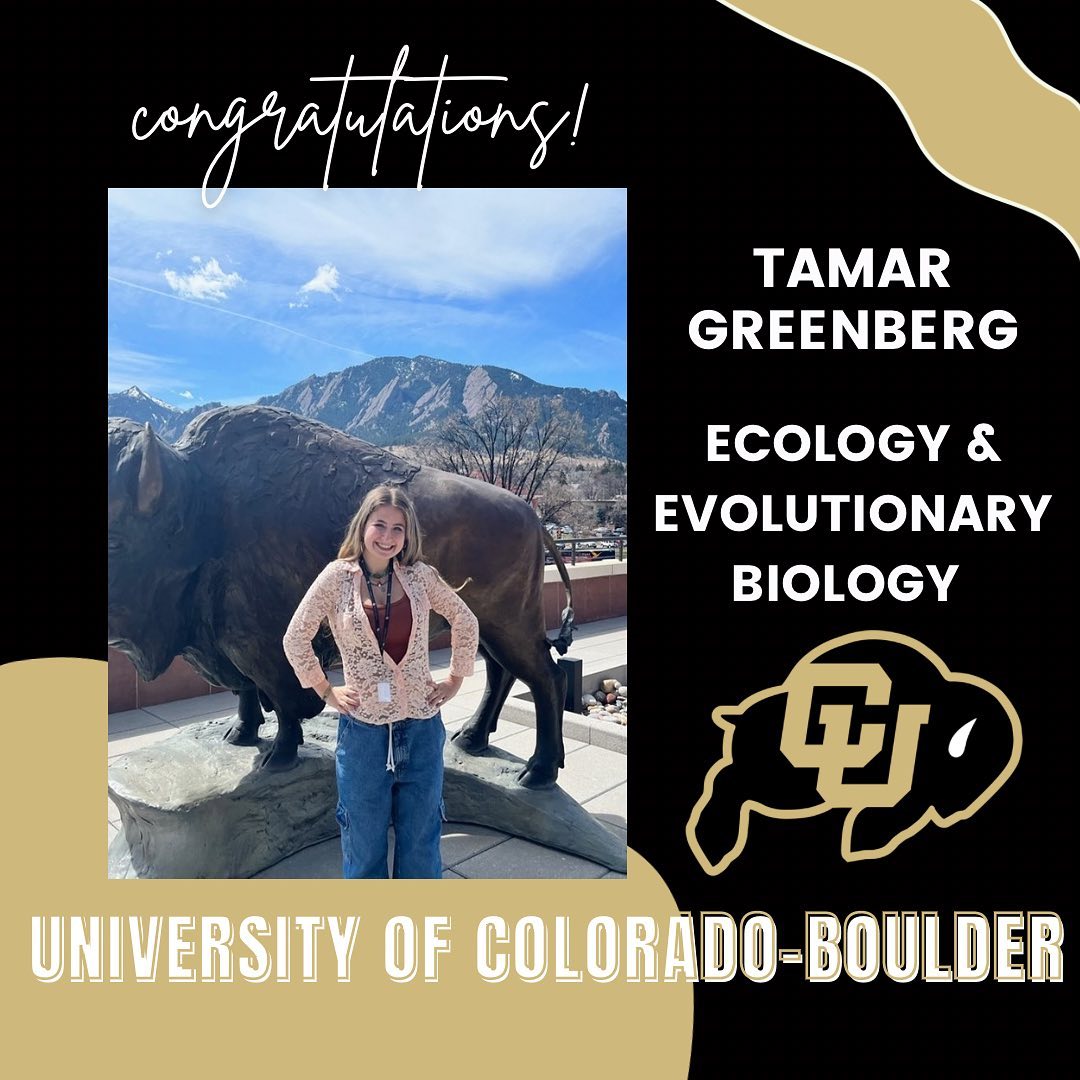 congratulations!
TAMAR
GREENBERG
ECOLOGY &
EVOLUTIONARY
BIOLOGY
CU
UNIVERSITY OF COLORADO-BOULDER